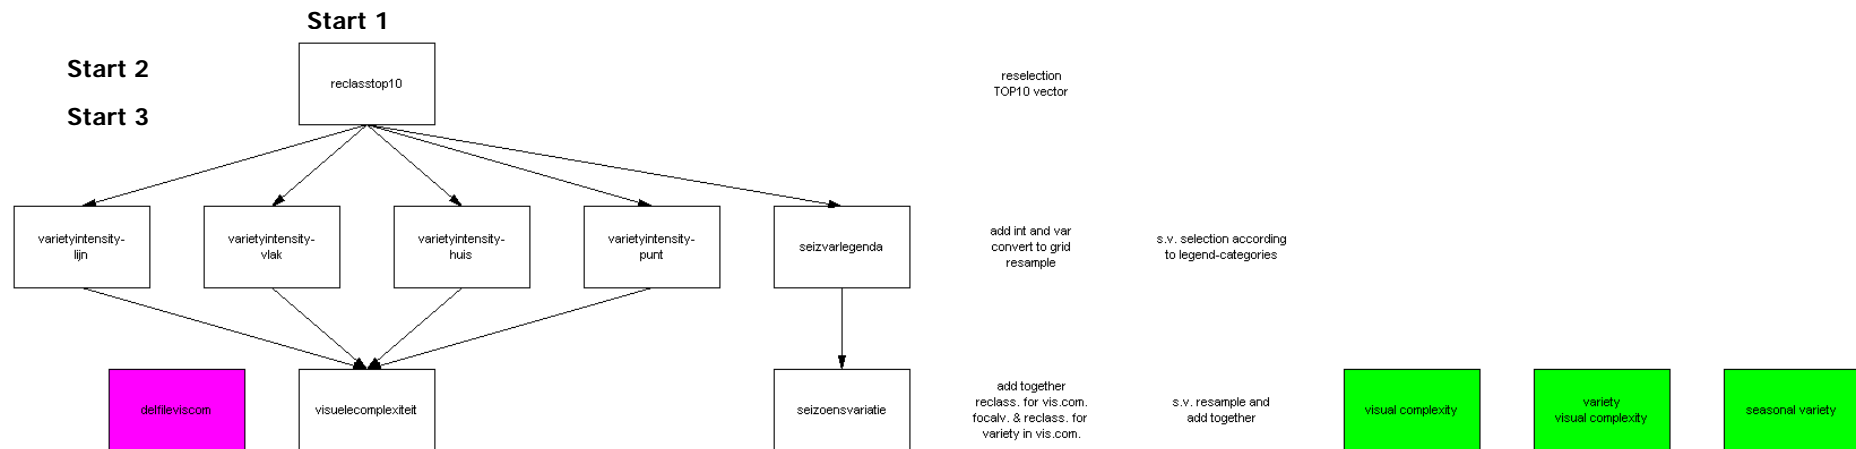 Start 1
Start 2
Start 3
reclasstop10
reselection
TOP10 vector
varietyintensity-
lijn
varietyintensity-
vlak
varietyintensity-
huis
varietyintensity-
punt
seizvarlegenda
add int and var
convert to grid
resample
s.v. selection according
to legend-categories
delfileviscom
visuelecomplexiteit
seizoensvariatie
add together
reclass. for vis.com.
focalv. & reclass. for
variety in vis.com.
s.v. resample and
add together
visual complexity
variety
visual complexity
seasonal variety